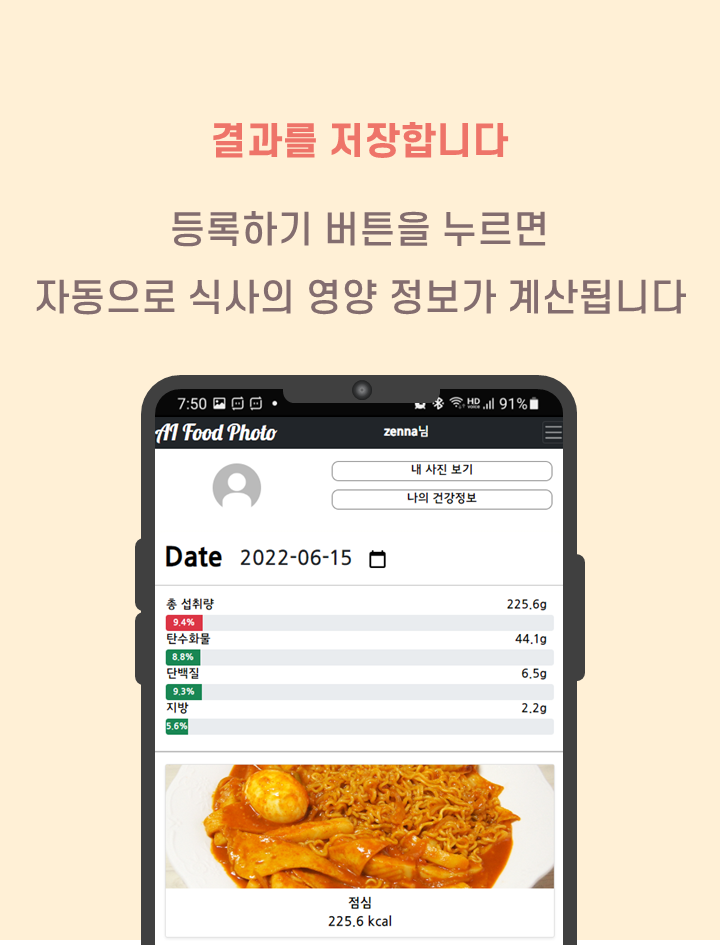 결과를 저장합니다
등록하기 버튼을 누르면
자동으로 식사의 영양 정보가 계산됩니다
7:50 HD VOICE 91%
AI Food Photo zenna님
내 사진 보기
나의 건강정보
Date 2022-06-15
총 섭취량 225.6g
9.4%
탄수화물 44.1g
8.8%
단백질 6.5g
9.3%
지방 2.2g
5.6%
점심
225.6 kcal